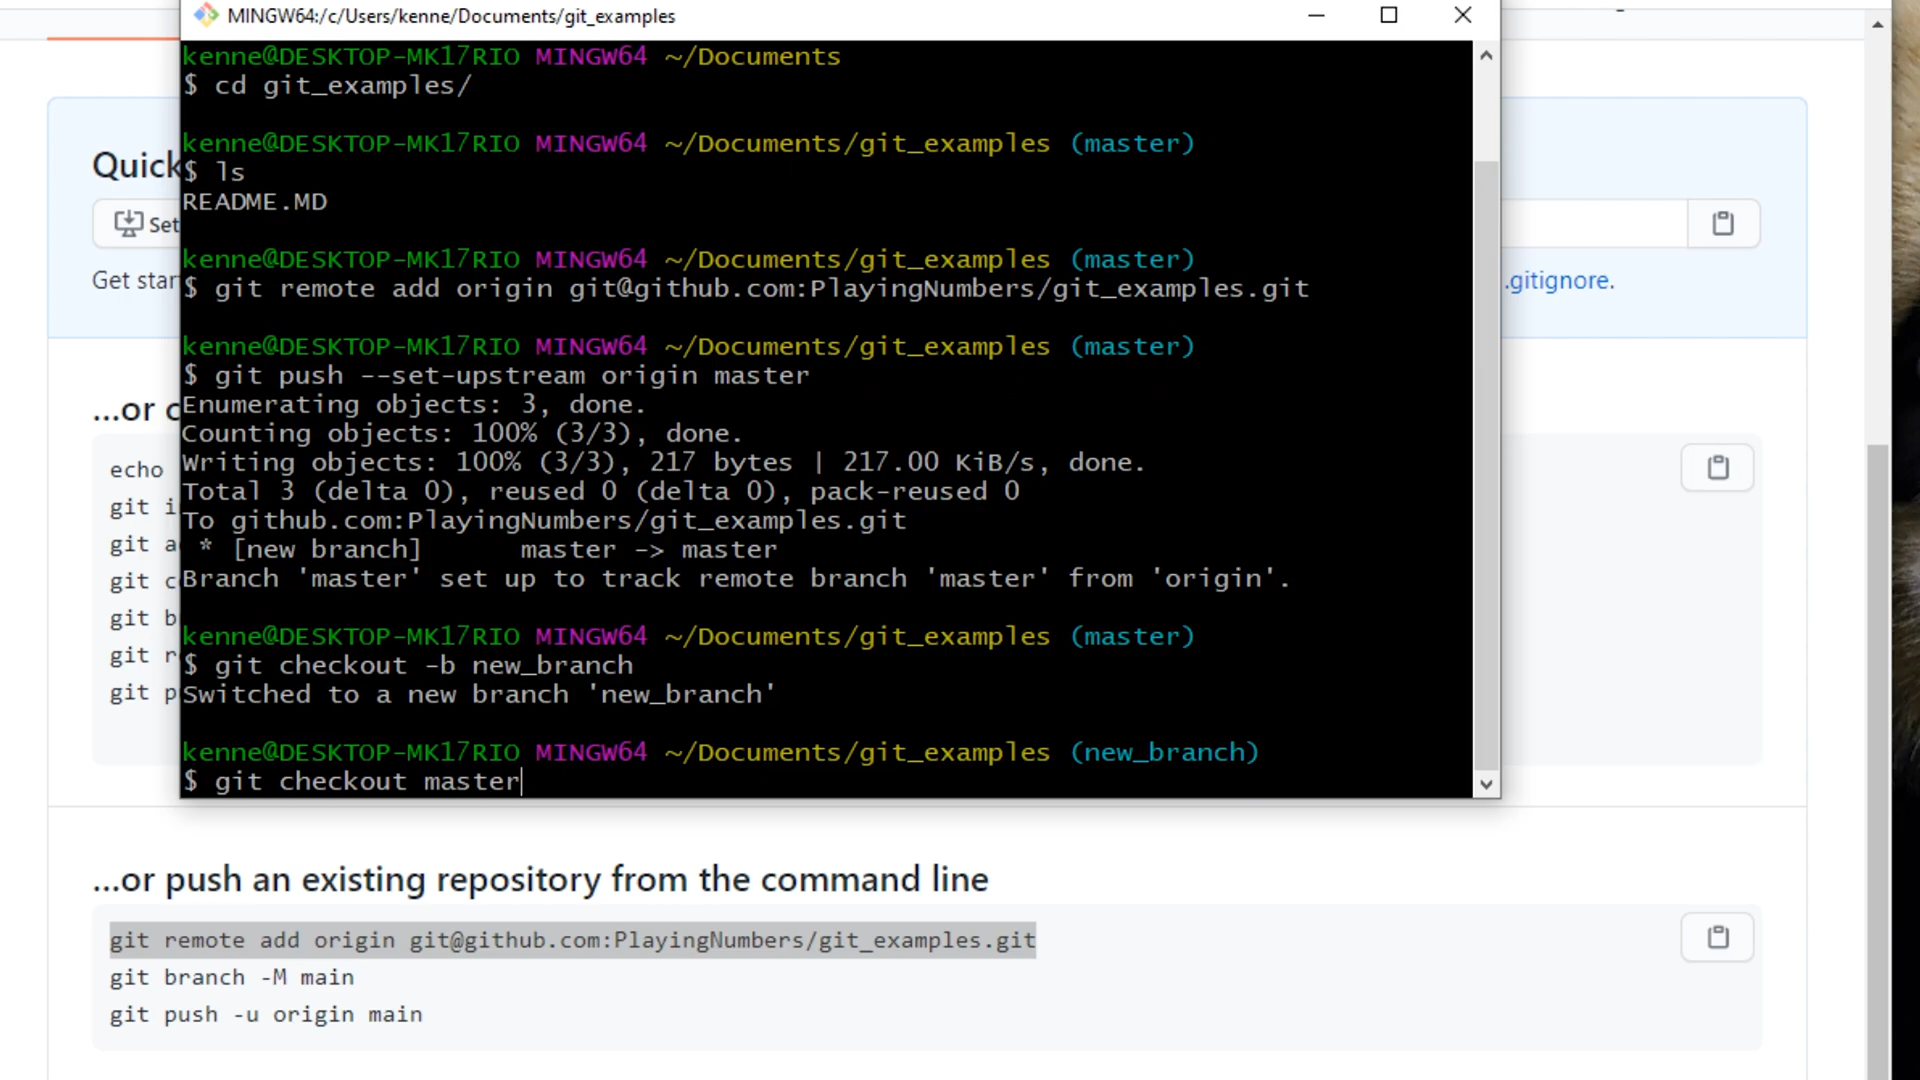 MINGW64:/c/Users/kenne/Documents/git_examples
kenne@DESKTOP-MK17RIO MINGW64 ~/Documents
$ cd git_examples/
kenne@DESKTOP-MK17RIO MINGW64 ~/Documents/git_examples (master)
$ ls
README.MD
kenne@DESKTOP-MK17RIO MINGW64 ~/Documents/git_examples (master)
$ git remote add origin git@github.com:PlayingNumbers/git_examples.git
kenne@DESKTOP-MK17RIO MINGW64 ~/Documents/git_examples (master)
$ git push --set-upstream origin master
Enumerating objects: 3, done.
Counting objects: 100% (3/3), done.
Writing objects: 100% (3/3), 217 bytes | 217.00 KiB/s, done.
Total 3 (delta 0), reused 0 (delta 0), pack-reused 0
To github.com:PlayingNumbers/git_examples.git
* [new branch]      master -> master
Branch 'master' set up to track remote branch 'master' from 'origin'.
kenne@DESKTOP-MK17RIO MINGW64 ~/Documents/git_examples (master)
$ git checkout -b new_branch
Switched to a new branch 'new_branch'
kenne@DESKTOP-MK17RIO MINGW64 ~/Documents/git_examples (new_branch)
$ git checkout master
Quick
Set
Get star
.gitignore.
...or c
echo
git i
git a
git c
git b
git r
git p
...or push an existing repository from the command line
git remote add origin git@github.com:PlayingNumbers/git_examples.git
git branch -M main
git push -u origin main